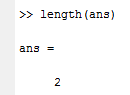 >> length(ans)
ans =
2